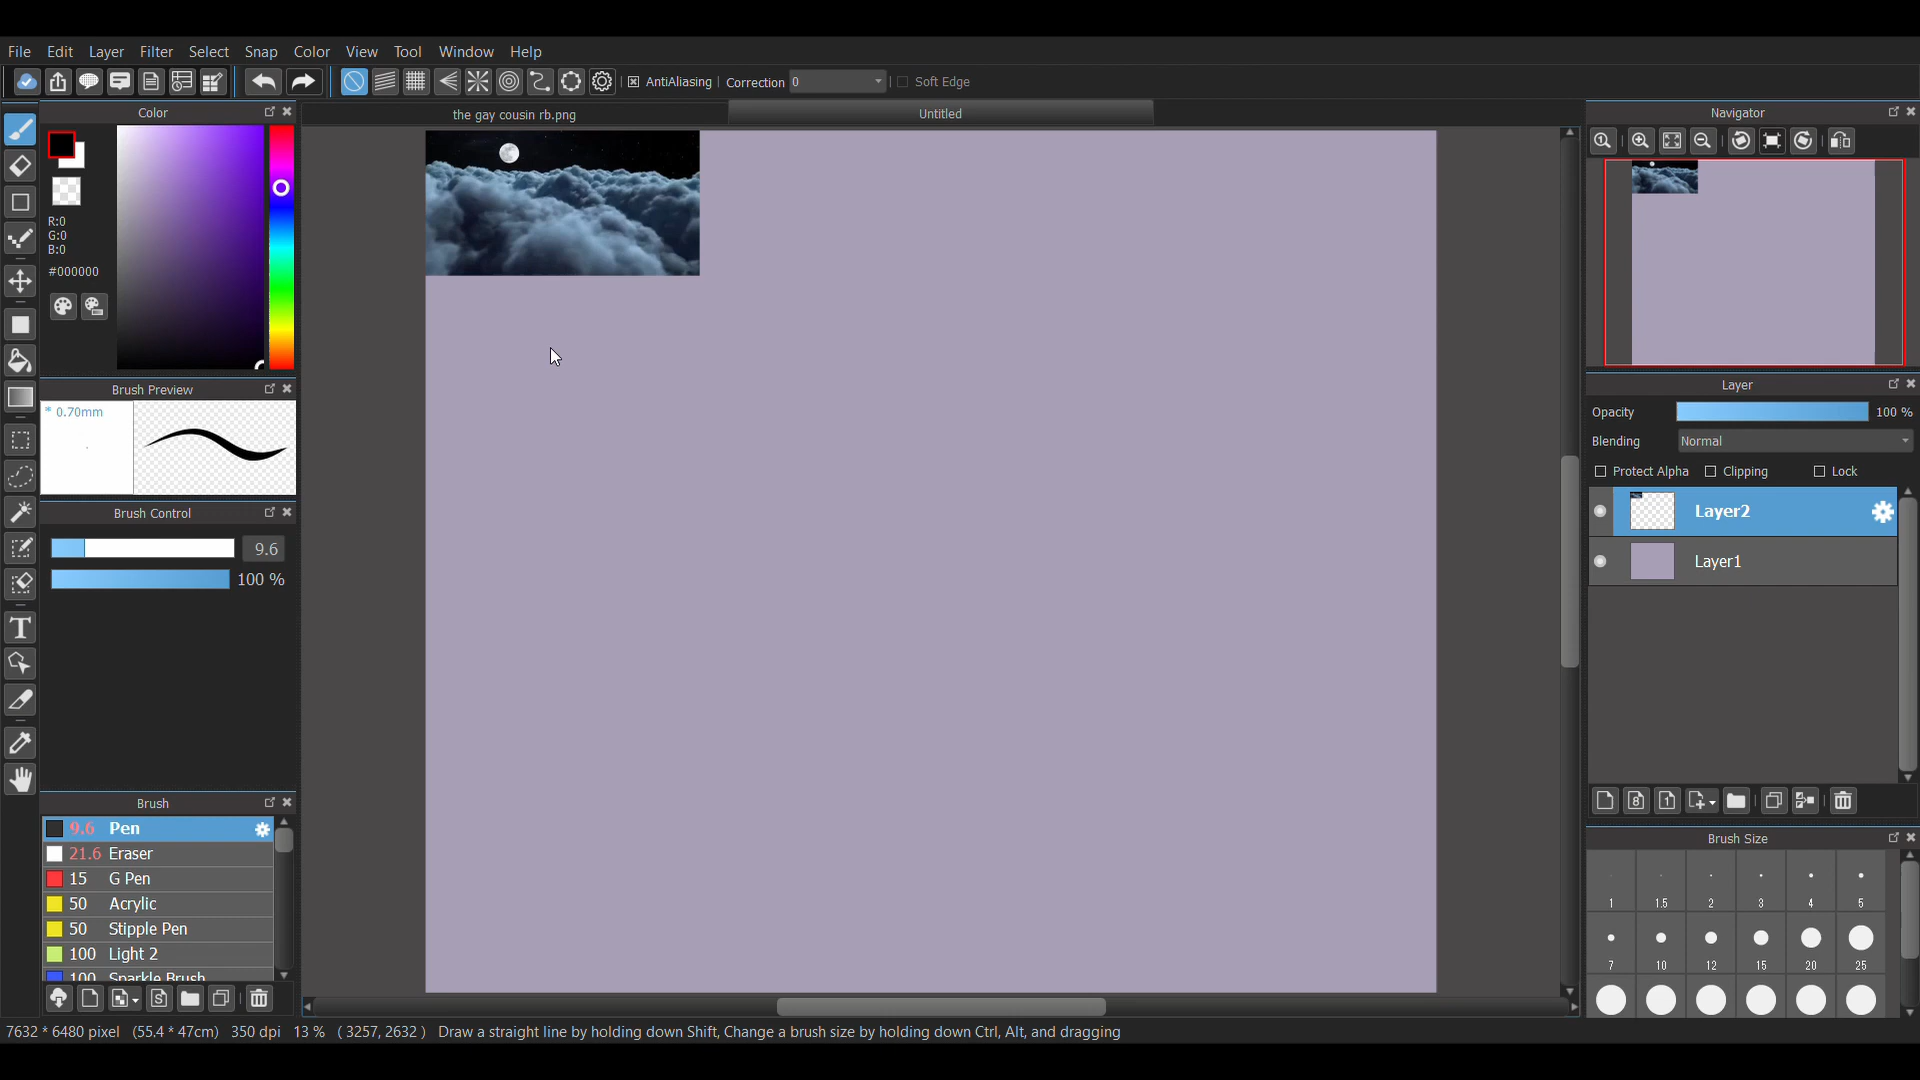 File Edit Layer Filter Select Snap Color View Tool Window Help
AntiAliasing Correction 0 Soft Edge
Color
R:0
G:0
B:0
#000000
Brush Preview
* 0.70mm
Brush Control
9.6
100 %
Brush
9.6 Pen
21.6 Eraser
15 G Pen
50 Acrylic
50 Stipple Pen
100 Light 2
100 Sparkle Brush
the gay cousin rb.png Untitled
Navigator
Layer
Opacity 100 %
Blending Normal
Protect Alpha Clipping Lock
Layer2
Layer1
Brush Size
1 1.5 2 3 4 5
7 10 12 15 20 25
7632 * 6480 pixel (55.4 * 47cm) 350 dpi 13 % ( 3257, 2632 ) Draw a straight line by holding down Shift, Change a brush size by holding down Ctrl, Alt, and dragging